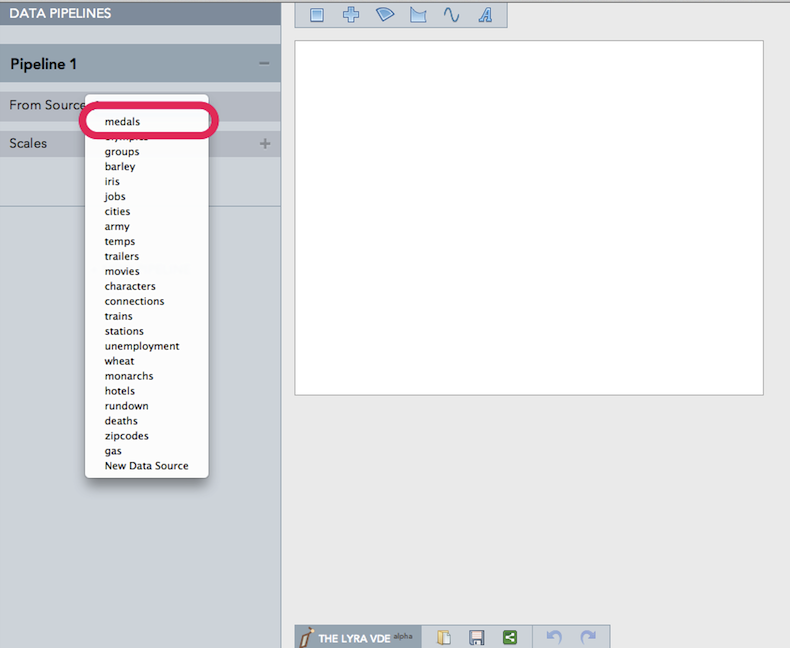 DATA PIPELINES
Pipeline 1
From Source
medals
groups
barley
iris
jobs
cities
army
temps
trailers
movies
characters
connections
trains
stations
unemployment
wheat
monarchs
hotels
rundown
deaths
zipcodes
gas
New Data Source
Scales
A
THE LYRA VDE alpha